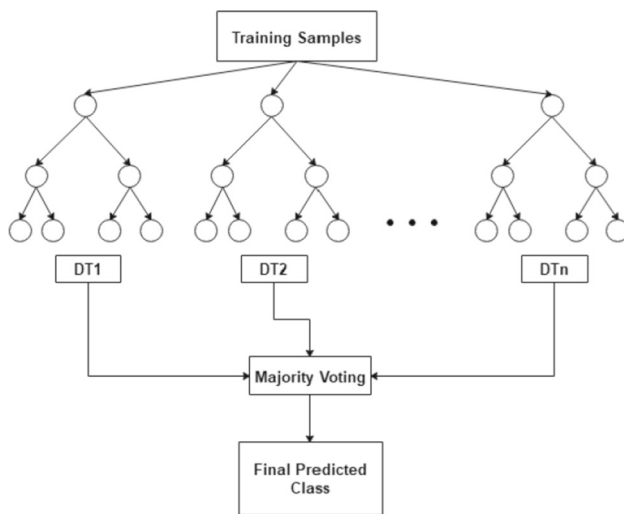 Training Samples
DT1
DT2
DTn
Majority Voting
Final Predicted
Class